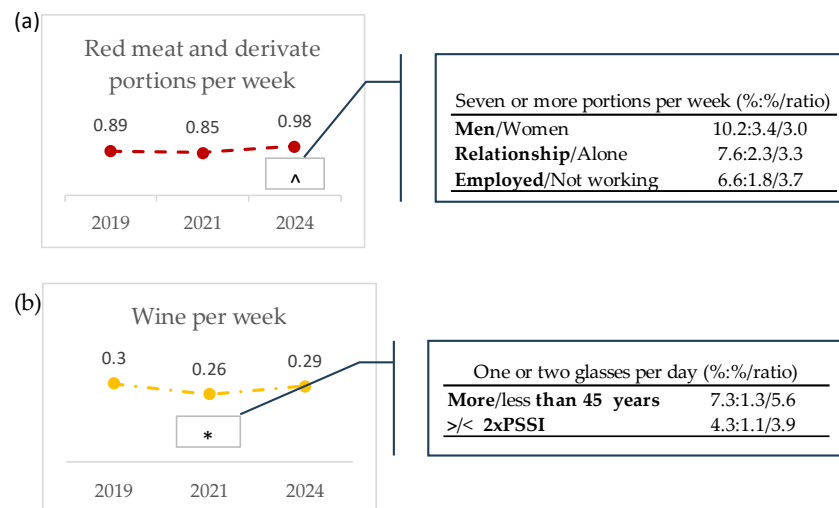 (a)
Red meat and derivate
portions per week
0.89 0.85 0.98
^
2019 2021 2024
Seven or more portions per week (%:%/ratio)
Men/Women 10.2:3.4/3.0
Relationship/Alone 7.6:2.3/3.3
Employed/Not working 6.6:1.8/3.7
(b)
Wine per week
0.3 0.26 0.29
*
2019 2021 2024
One or two glasses per day (%:%/ratio)
More/less than 45 years 7.3:1.3/5.6
>/< 2xPSSI 4.3:1.1/3.9